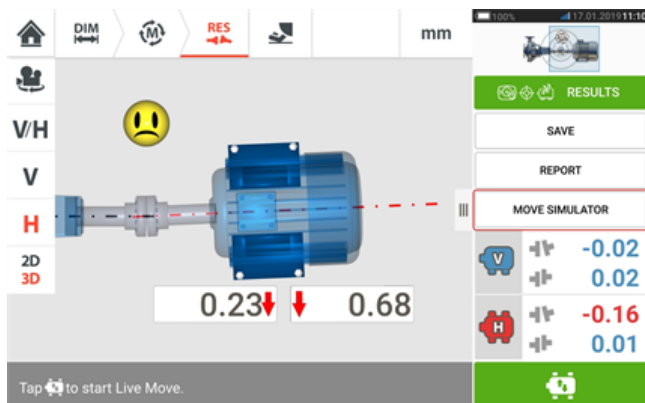 DIM
M
RES
mm
100%
17.01.2019 11:10
RESULTS
V/H
SAVE
V
REPORT
H
MOVE SIMULATOR
2D
3D
V
-0.02
0.02
0.23
0.68
H
-0.16
0.01
Tap to start Live Move.